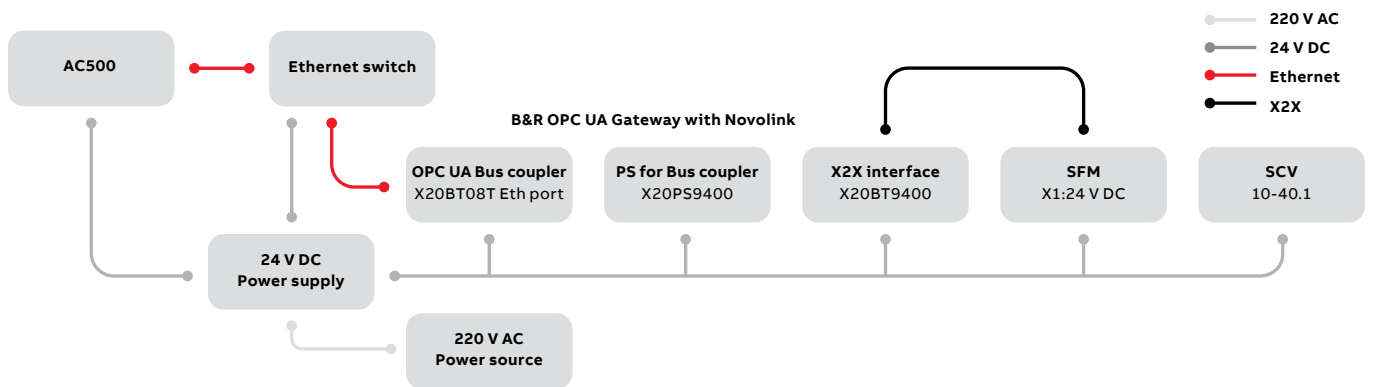 220 V AC
24 V DC
Ethernet
X2X
AC500
Ethernet switch
B&R OPC UA Gateway with Novolink
OPC UA Bus coupler
X20BT08T Eth port
PS for Bus coupler
X20PS9400
X2X interface
X20BT9400
SFM
X1:24 V DC
SCV
10-40.1
24 V DC
Power supply
220 V AC
Power source